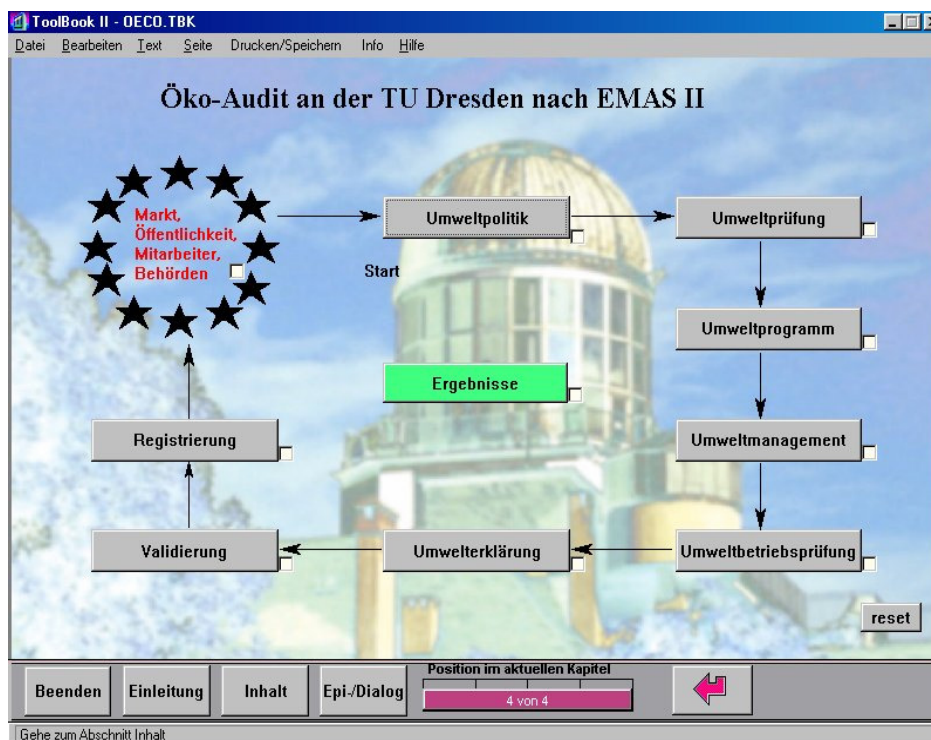 ToolBook II - OECO.TBK
Datei Bearbeiten Text Seite Drucken/Speichern Info Hilfe
Öko-Audit an der TU Dresden nach EMAS II
Markt,
Öffentlichkeit,
Mitarbeiter,
Behörden
Umweltpolitik
Umweltprüfung
Start
Umweltprogramm
Ergebnisse
Registrierung
Umweltmanagement
Validierung
Umwelterklärung
Umweltbetriebsprüfung
reset
Beenden
Einleitung
Inhalt
Epi-/Dialog
Position im aktuellen Kapitel
4 von 4
Gehe zum Abschnitt Inhalt